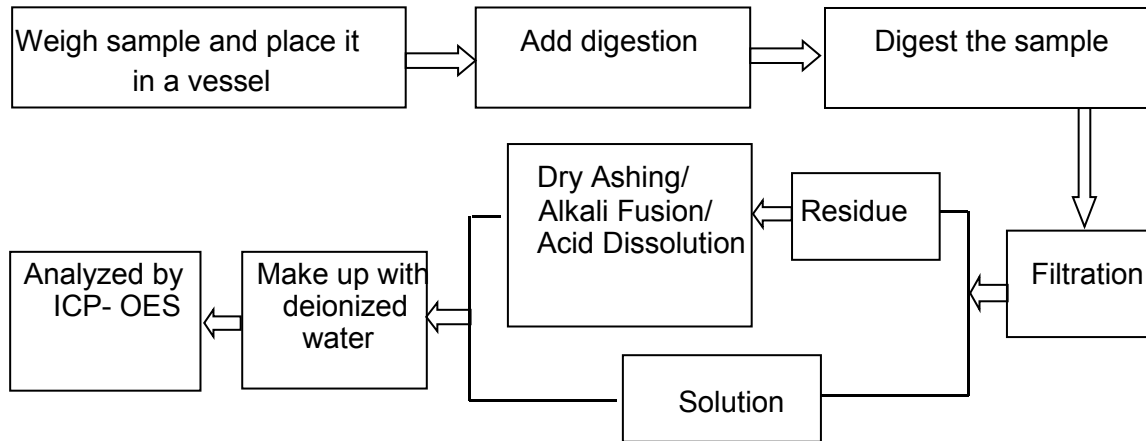 Weigh sample and place it
in a vessel
Add digestion
Digest the sample
Filtration
Residue
Dry Ashing/
Alkali Fusion/
Acid Dissolution
Solution
Make up with
deionized
water
Analyzed by
ICP- OES